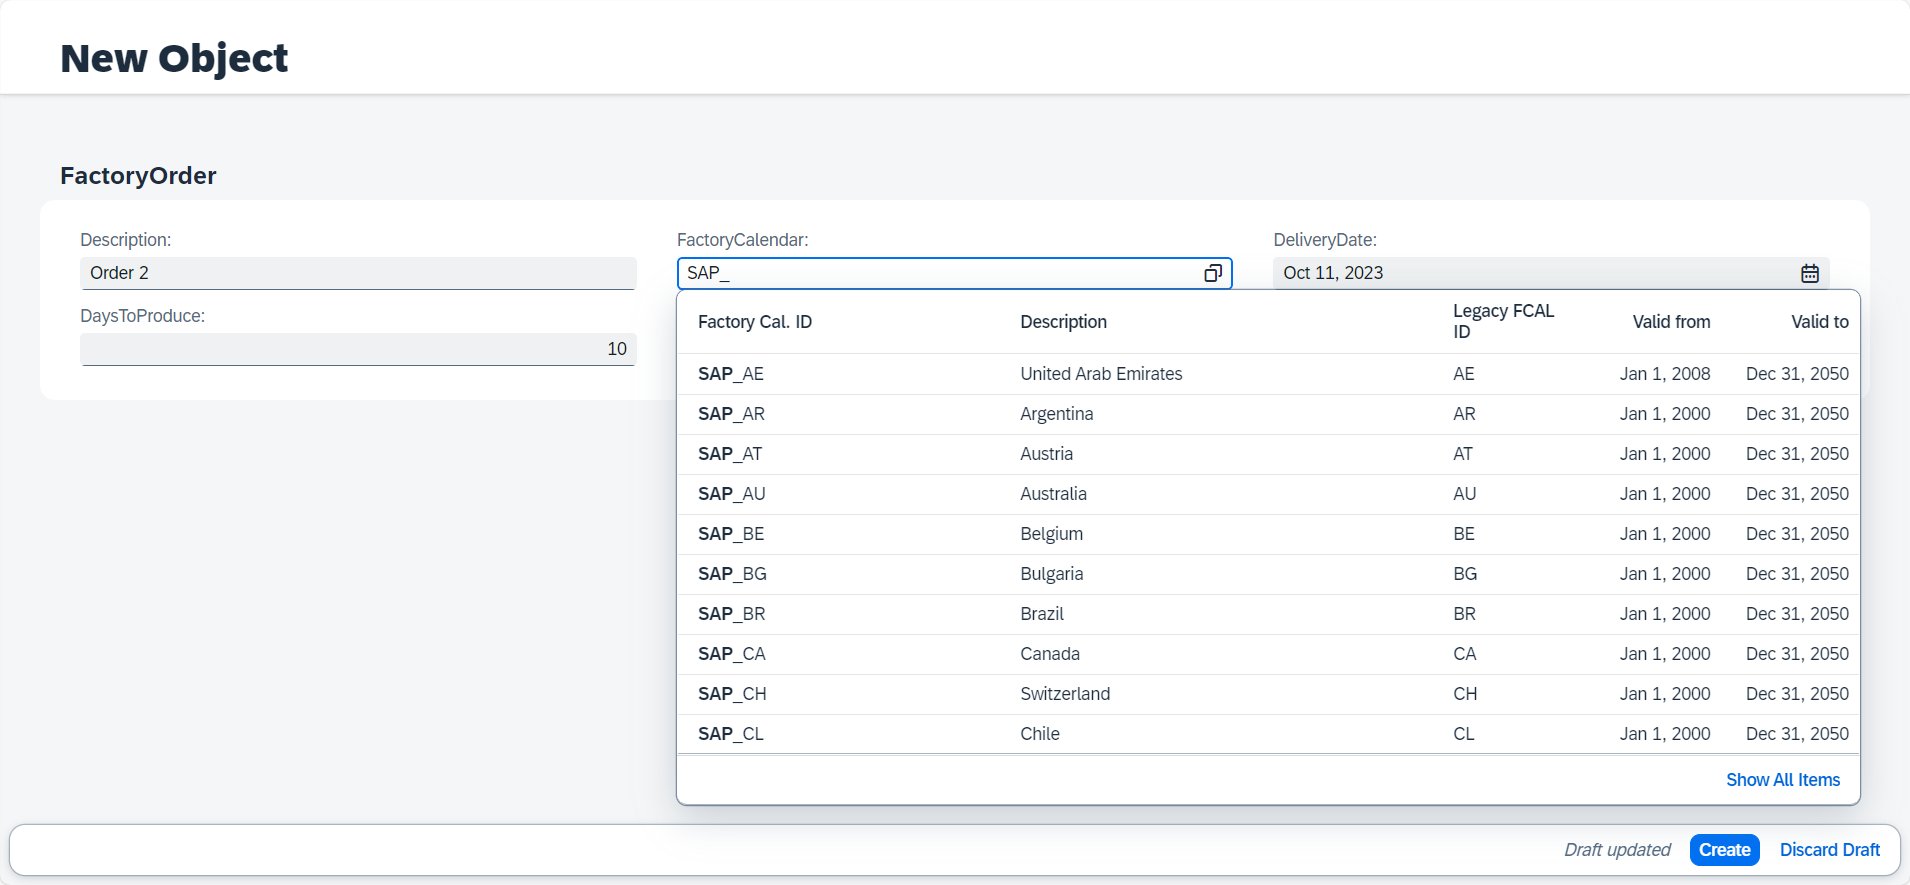 New Object
FactoryOrder
Description:
Order 2
FactoryCalendar:
SAP_
DeliveryDate:
Oct 11, 2023
DaysToProduce:
10
Factory Cal. ID Description Legacy FCAL ID Valid from Valid to
SAP_AE United Arab Emirates AE Jan 1, 2008 Dec 31, 2050
SAP_AR Argentina AR Jan 1, 2000 Dec 31, 2050
SAP_AT Austria AT Jan 1, 2000 Dec 31, 2050
SAP_AU Australia AU Jan 1, 2000 Dec 31, 2050
SAP_BE Belgium BE Jan 1, 2000 Dec 31, 2050
SAP_BG Bulgaria BG Jan 1, 2000 Dec 31, 2050
SAP_BR Brazil BR Jan 1, 2000 Dec 31, 2050
SAP_CA Canada CA Jan 1, 2000 Dec 31, 2050
SAP_CH Switzerland CH Jan 1, 2000 Dec 31, 2050
SAP_CL Chile CL Jan 1, 2000 Dec 31, 2050
Show All Items
Draft updated Create Discard Draft